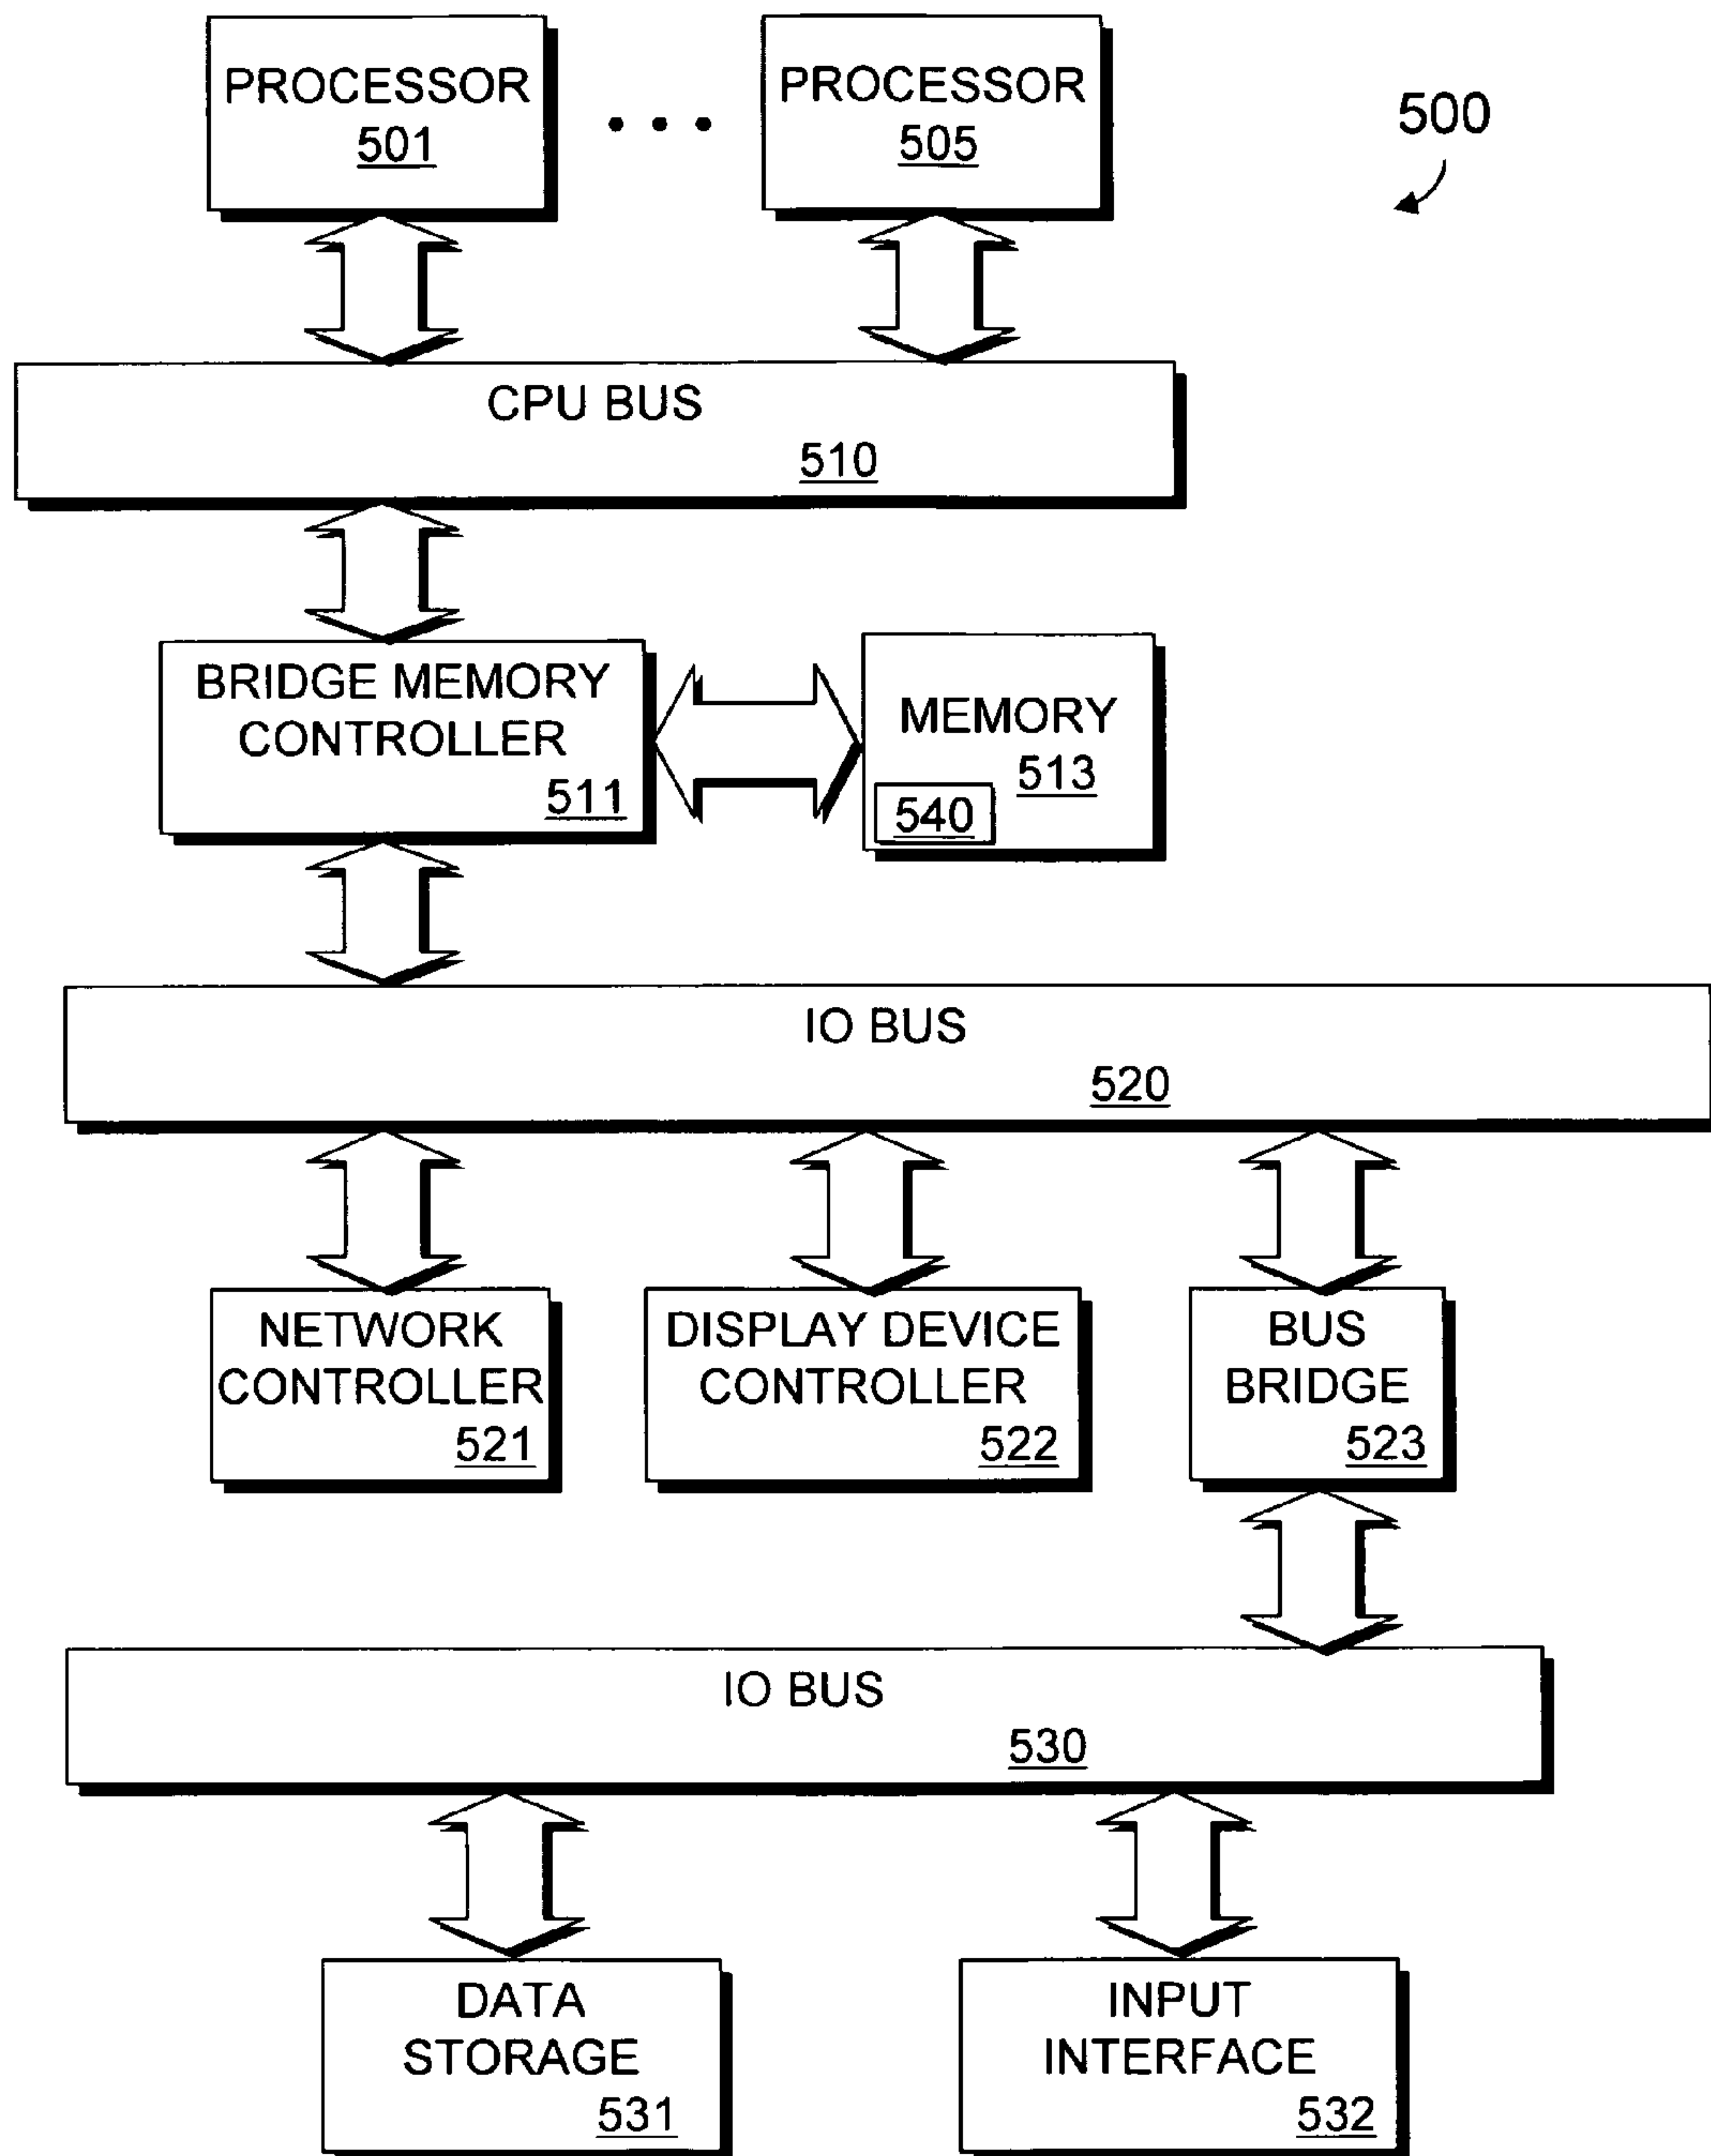 PROCESSOR
501
• • •
PROCESSOR
505
500
CPU BUS
510
BRIDGE MEMORY
CONTROLLER
511
MEMORY
513
540
IO BUS
520
NETWORK
CONTROLLER
521
DISPLAY DEVICE
CONTROLLER
522
BUS
BRIDGE
523
IO BUS
530
DATA
STORAGE
531
INPUT
INTERFACE
532